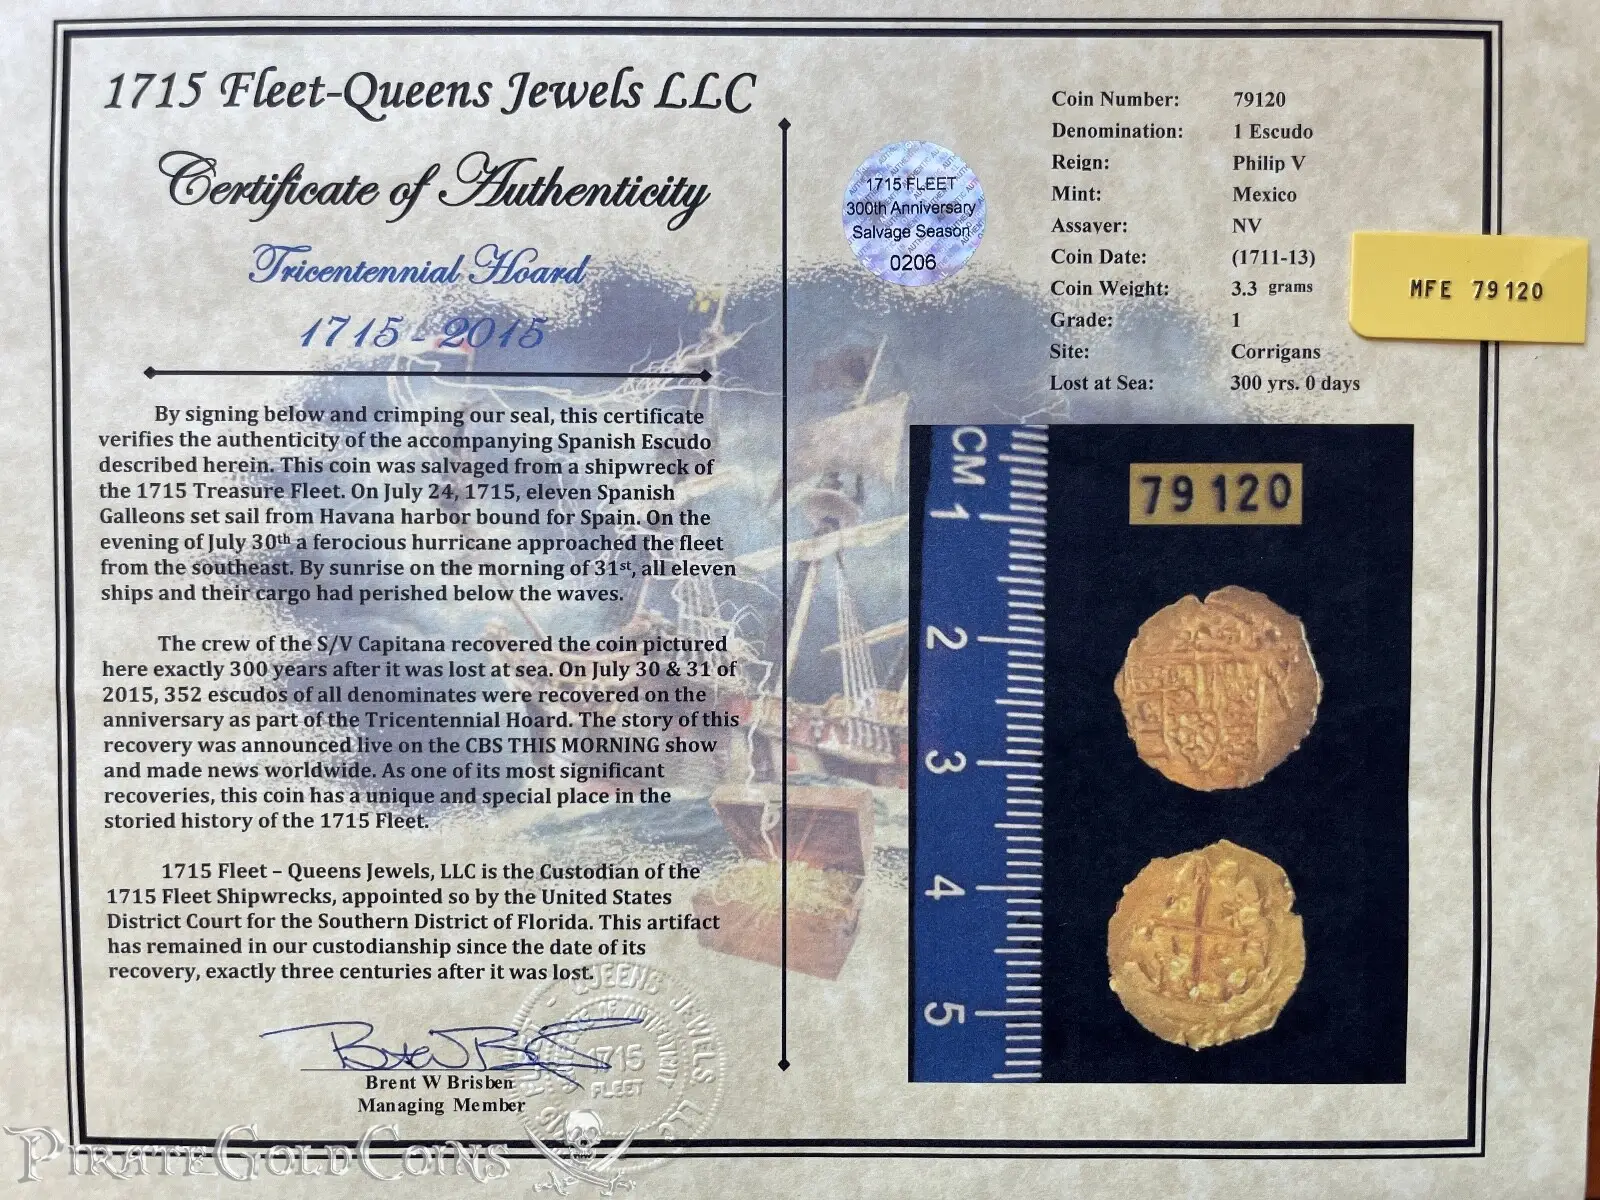 1715 Fleet-Queens Jewels LLC
Certificate of Authenticity
Tricentennial Hoard
1715 - 2015
By signing below and crimping our seal, this certificate
verifies the authenticity of the accompanying Spanish Escudo
described herein. This coin was salvaged from a shipwreck of
the 1715 Treasure Fleet. On July 24, 1715, eleven Spanish
Galleons set sail from Havana harbor bound for Spain. On the
evening of July 30th a ferocious hurricane approached the fleet
from the southeast. By sunrise on the morning of 31st, all eleven
ships and their cargo had perished below the waves.
The crew of the S/V Capitana recovered the coin pictured
here exactly 300 years after it was lost at sea. On July 30 & 31 of
2015, 352 escudos of all denominates were recovered on the
anniversary as part of the Tricentennial Hoard. The story of this
recovery was announced live on the CBS THIS MORNING show
and made news worldwide. As one of its most significant
recoveries, this coin has a unique and special place in the
storied history of the 1715 Fleet.
1715 Fleet – Queens Jewels, LLC is the Custodian of the
1715 Fleet Shipwrecks, appointed so by the United States
District Court for the Southern District of Florida. This artifact
has remained in our custodianship since the date of its
recovery, exactly three centuries after it was lost.
Brent W Brisben
Managing Member
QUEENS JEWELS, LLC
1715
FLEET
PIRATEGOLDCOINS
1715 FLEET
300th Anniversary
Salvage Season
0206
Coin Number: 79120
Denomination: 1 Escudo
Reign: Philip V
Mint: Mexico
Assayer: NV
Coin Date: (1711-13)
Coin Weight: 3.3 grams
Grade: 1
Site: Corrigans
Lost at Sea: 300 yrs. 0 days
MFE 79120
79120
CM
1
2
3
4
5